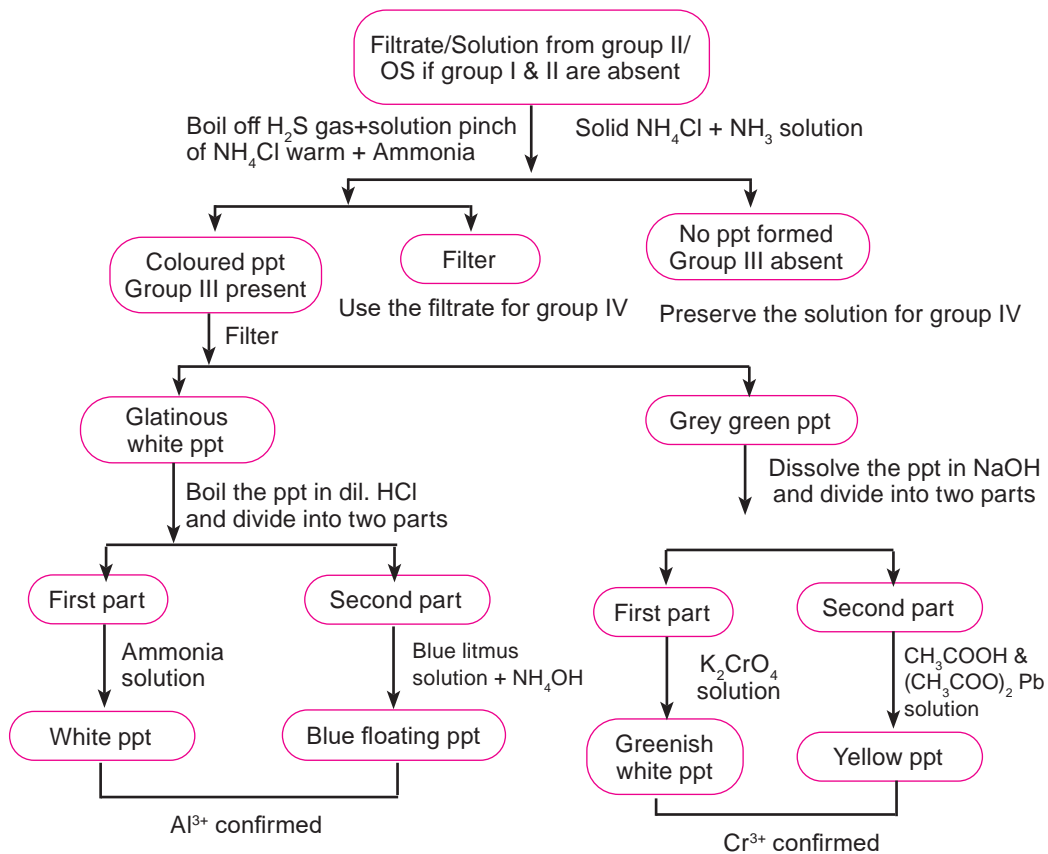 Filtrate/Solution from group II/
OS if group I & II are absent
Boil off H₂S gas+solution pinch
of NH₄Cl warm + Ammonia
Solid NH₄Cl + NH₃ solution
Coloured ppt
Group III present
Filter
No ppt formed
Group III absent
Use the filtrate for group IV
Preserve the solution for group IV
Filter
Glatinous
white ppt
Grey green ppt
Boil the ppt in dil. HCl
and divide into two parts
Dissolve the ppt in NaOH
and divide into two parts
First part
Second part
First part
Second part
Ammonia
solution
Blue litmus
solution + NH₄OH
K₂CrO₄
solution
CH₃COOH &
(CH₃COO)₂ Pb
solution
White ppt
Blue floating ppt
Greenish
white ppt
Yellow ppt
Al³⁺ confirmed
Cr³⁺ confirmed